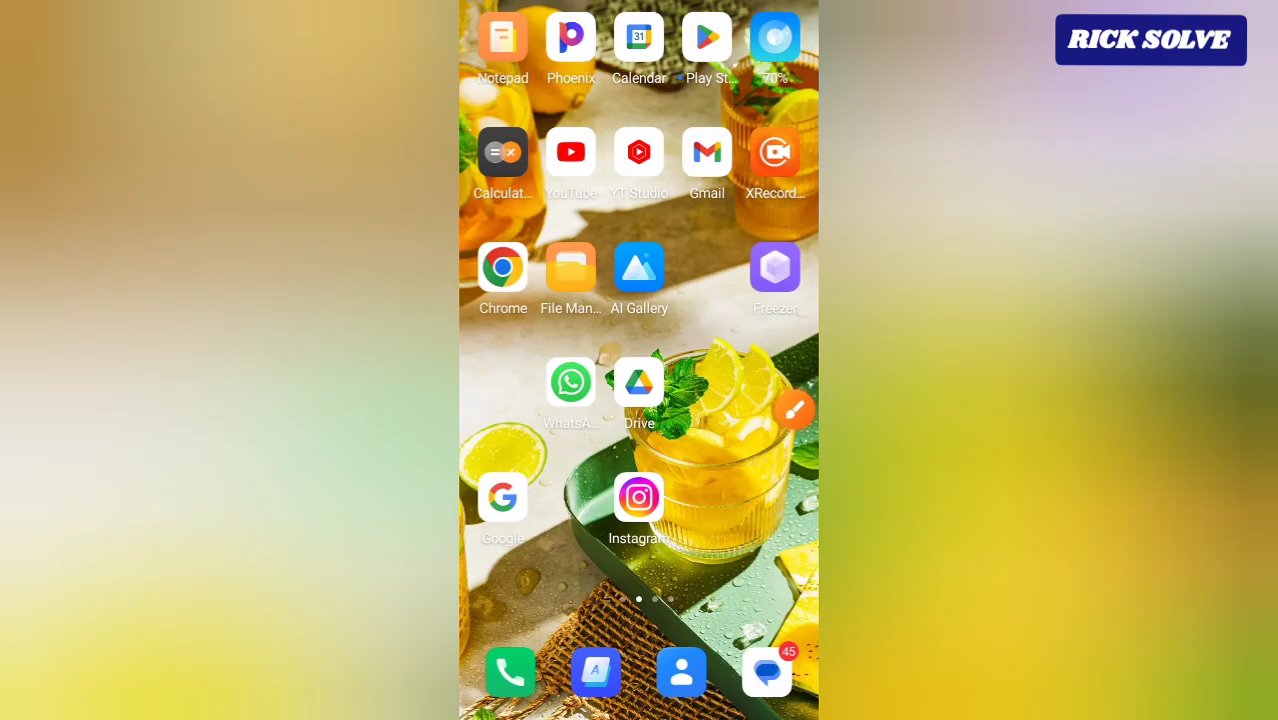 RICK SOLVE
31
Notepad Phoenix Calendar Play St... 70%
Calculat... YouTube YT Studio Gmail XRecord...
Chrome File Man... AI Gallery Freezer
WhatsA... Drive
Google Instagram
A
45